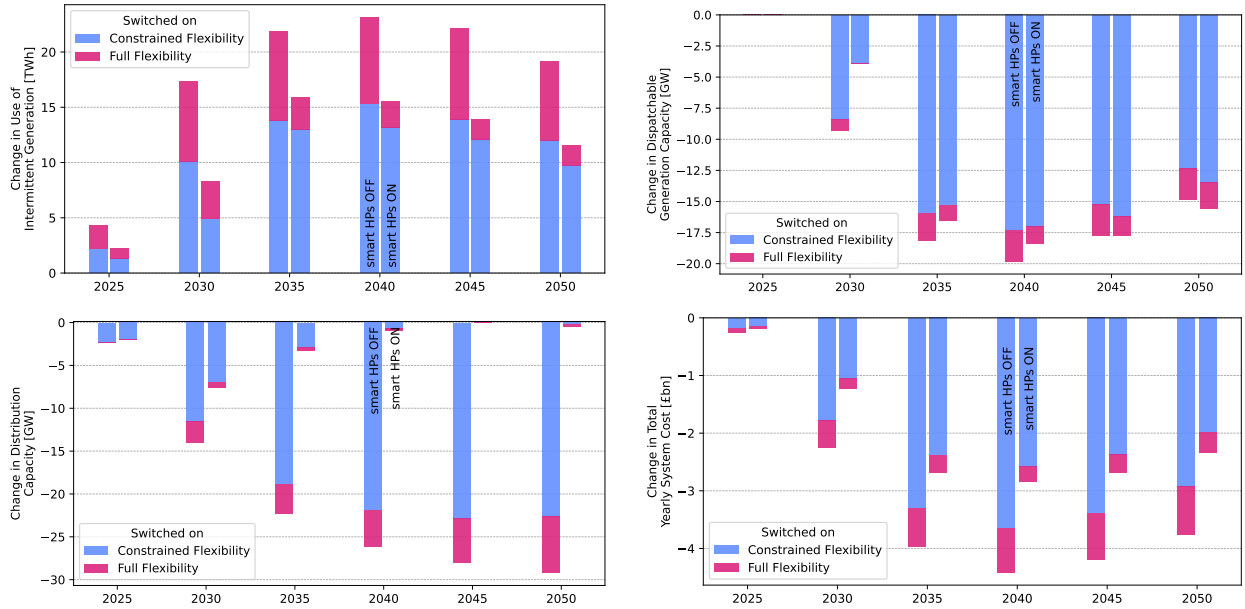 Change in Use of
Intermittent Generation [TWh]
20
15
10
5
0
Switched on
Constrained Flexibility
Full Flexibility
smart HPs OFF
smart HPs ON
2025 2030 2035 2040 2045 2050
Change in Dispatchable
Generation Capacity [GW]
0.0
−2.5
−5.0
−7.5
−10.0
−12.5
−15.0
−17.5
−20.0
smart HPs OFF
smart HPs ON
Switched on
Constrained Flexibility
Full Flexibility
2025 2030 2035 2040 2045 2050
Change in Distribution
Capacity [GW]
0
−5
−10
−15
−20
−25
−30
smart HPs OFF
smart HPs ON
Switched on
Constrained Flexibility
Full Flexibility
2025 2030 2035 2040 2045 2050
Change in Total
Yearly System Cost [£bn]
0
−1
−2
−3
−4
smart HPs OFF
smart HPs ON
Switched on
Constrained Flexibility
Full Flexibility
2025 2030 2035 2040 2045 2050